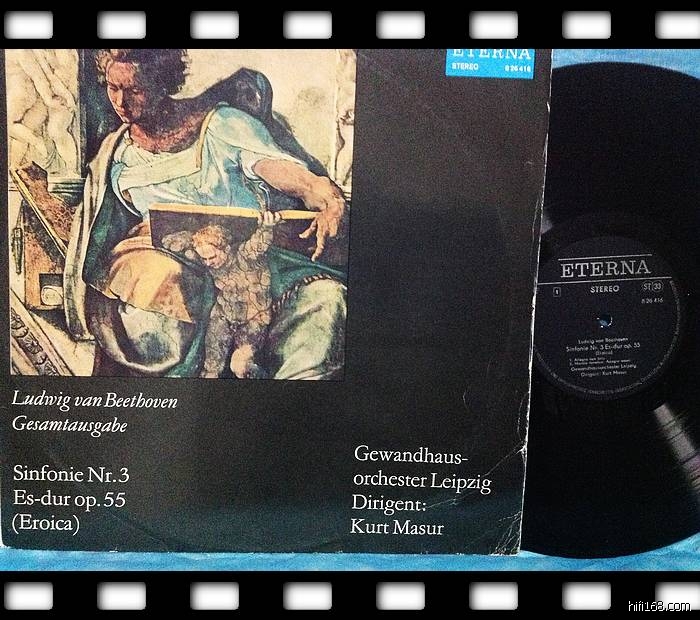 ETERNA
STEREO 8 26 416
Ludwig van Beethoven
Gesamtausgabe
Sinfonie Nr. 3
Es-dur op. 55
(Eroica)
Gewandhaus-
orchester Leipzig
Dirigent:
Kurt Masur
ETERNA
1 STEREO ST 33
8 26 416
Ludwig van Beethoven
Sinfonie Nr. 3 Es-dur op. 55
(Eroica)
Gewandhausorchester Leipzig
Dirigent: Kurt Masur
hifi168.com